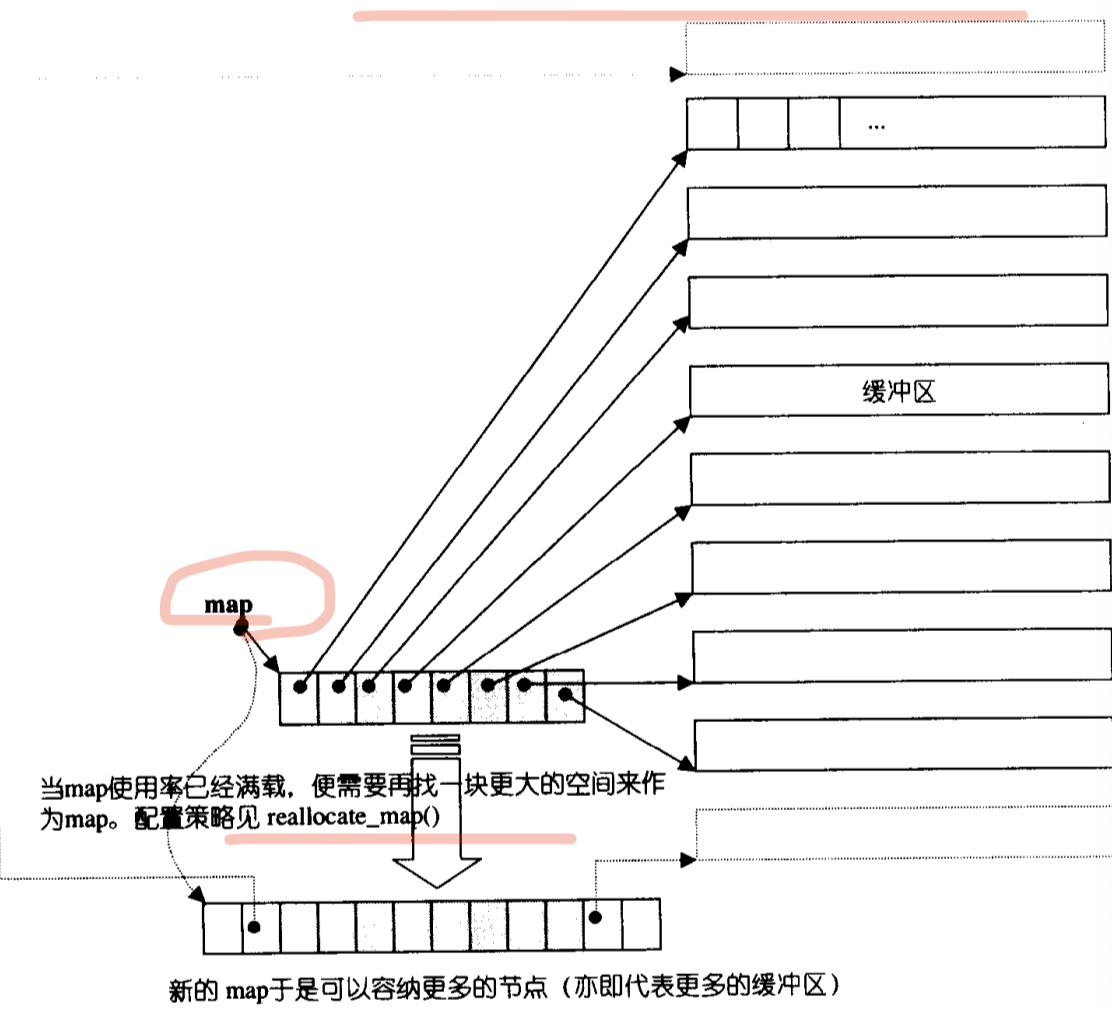 ...
缓冲区
map
当map使用率已经满载，便需要再找一块更大的空间来作
为map。配置策略见 reallocate_map()
新的 map于是可以容纳更多的节点（亦即代表更多的缓冲区）